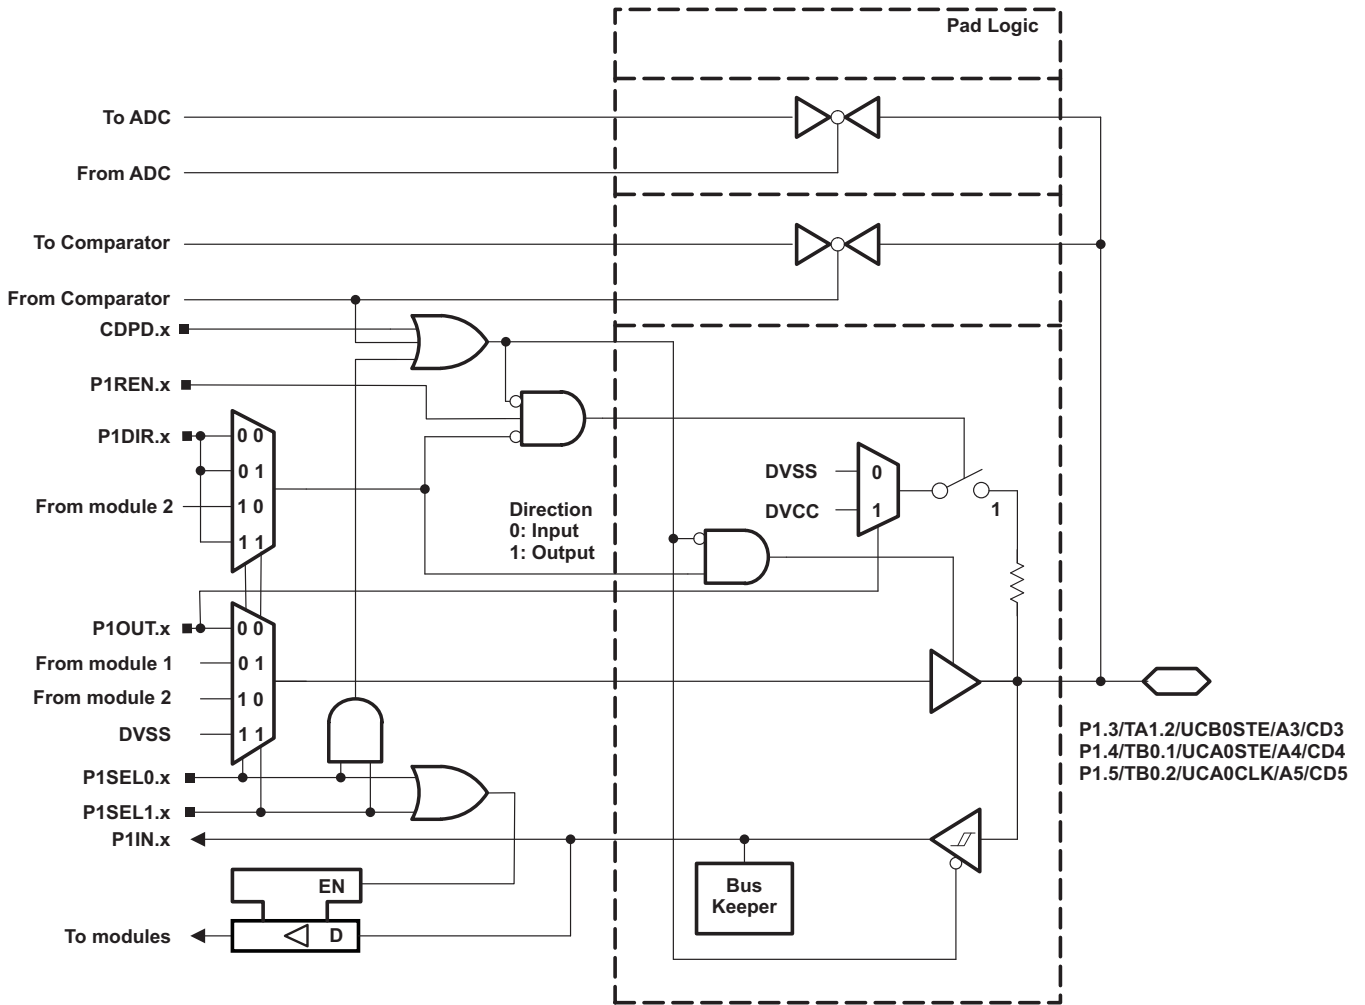 Pad Logic
To ADC
From ADC
To Comparator
From Comparator
CDPD.x
P1REN.x
P1DIR.x
0 0
0 1
From module 2
1 0
1 1
Direction
0: Input
1: Output
DVSS
0
DVCC
1
1
P1OUT.x
0 0
From module 1
0 1
From module 2
1 0
DVSS
1 1
P1SEL0.x
P1SEL1.x
P1IN.x
EN
D
To modules
Bus
Keeper
P1.3/TA1.2/UCB0STE/A3/CD3
P1.4/TB0.1/UCA0STE/A4/CD4
P1.5/TB0.2/UCA0CLK/A5/CD5